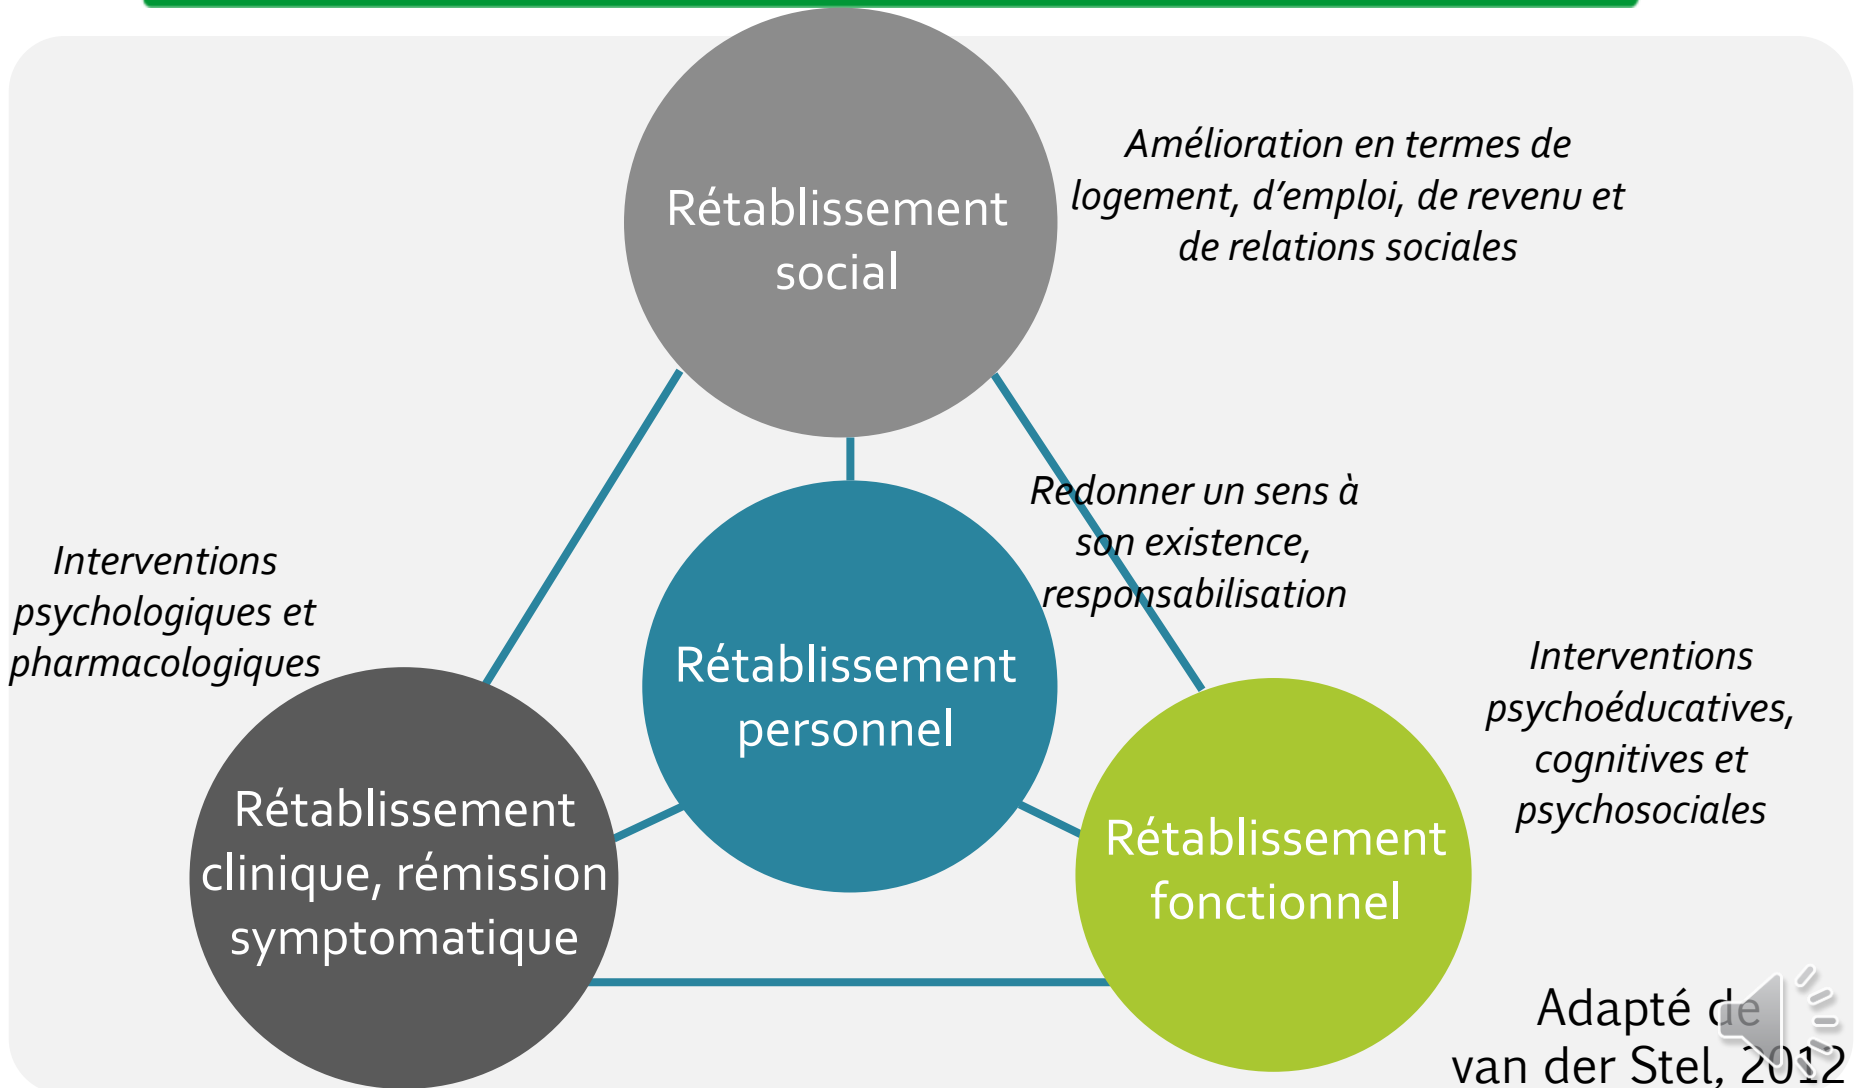 Rétablissement
social
Amélioration en termes de
logement, d'emploi, de revenu et
de relations sociales
Redonner un sens à
son existence,
responsabilisation
Interventions
psychologiques et
pharmacologiques
Rétablissement
personnel
Interventions
psychoéducatives,
cognitives et
psychosociales
Rétablissement
clinique, rémission
symptomatique
Rétablissement
fonctionnel
Adapté de
van der Stel, 2012